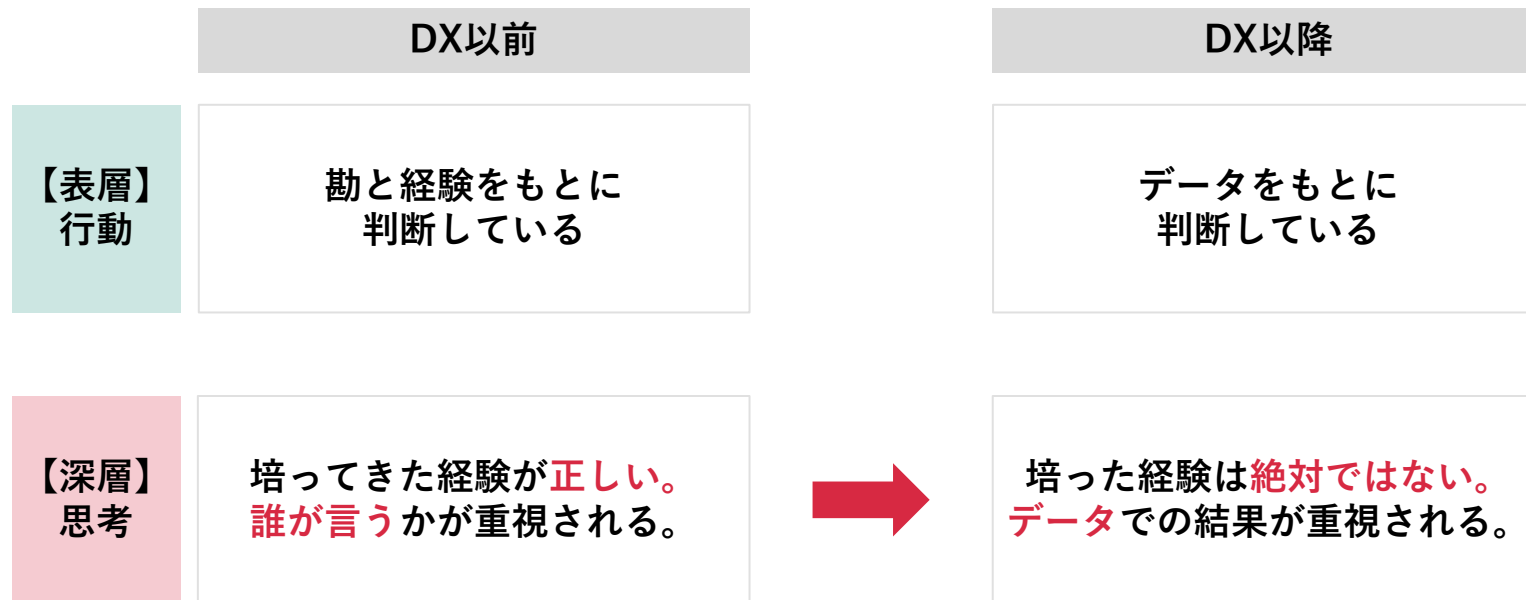 DX以前
DX以降
【表層】
行動
勘と経験をもとに
判断している
データをもとに
判断している
【深層】
思考
培ってきた経験が正しい。
誰が言うかが重視される。
培った経験は絶対ではない。
データでの結果が重視される。